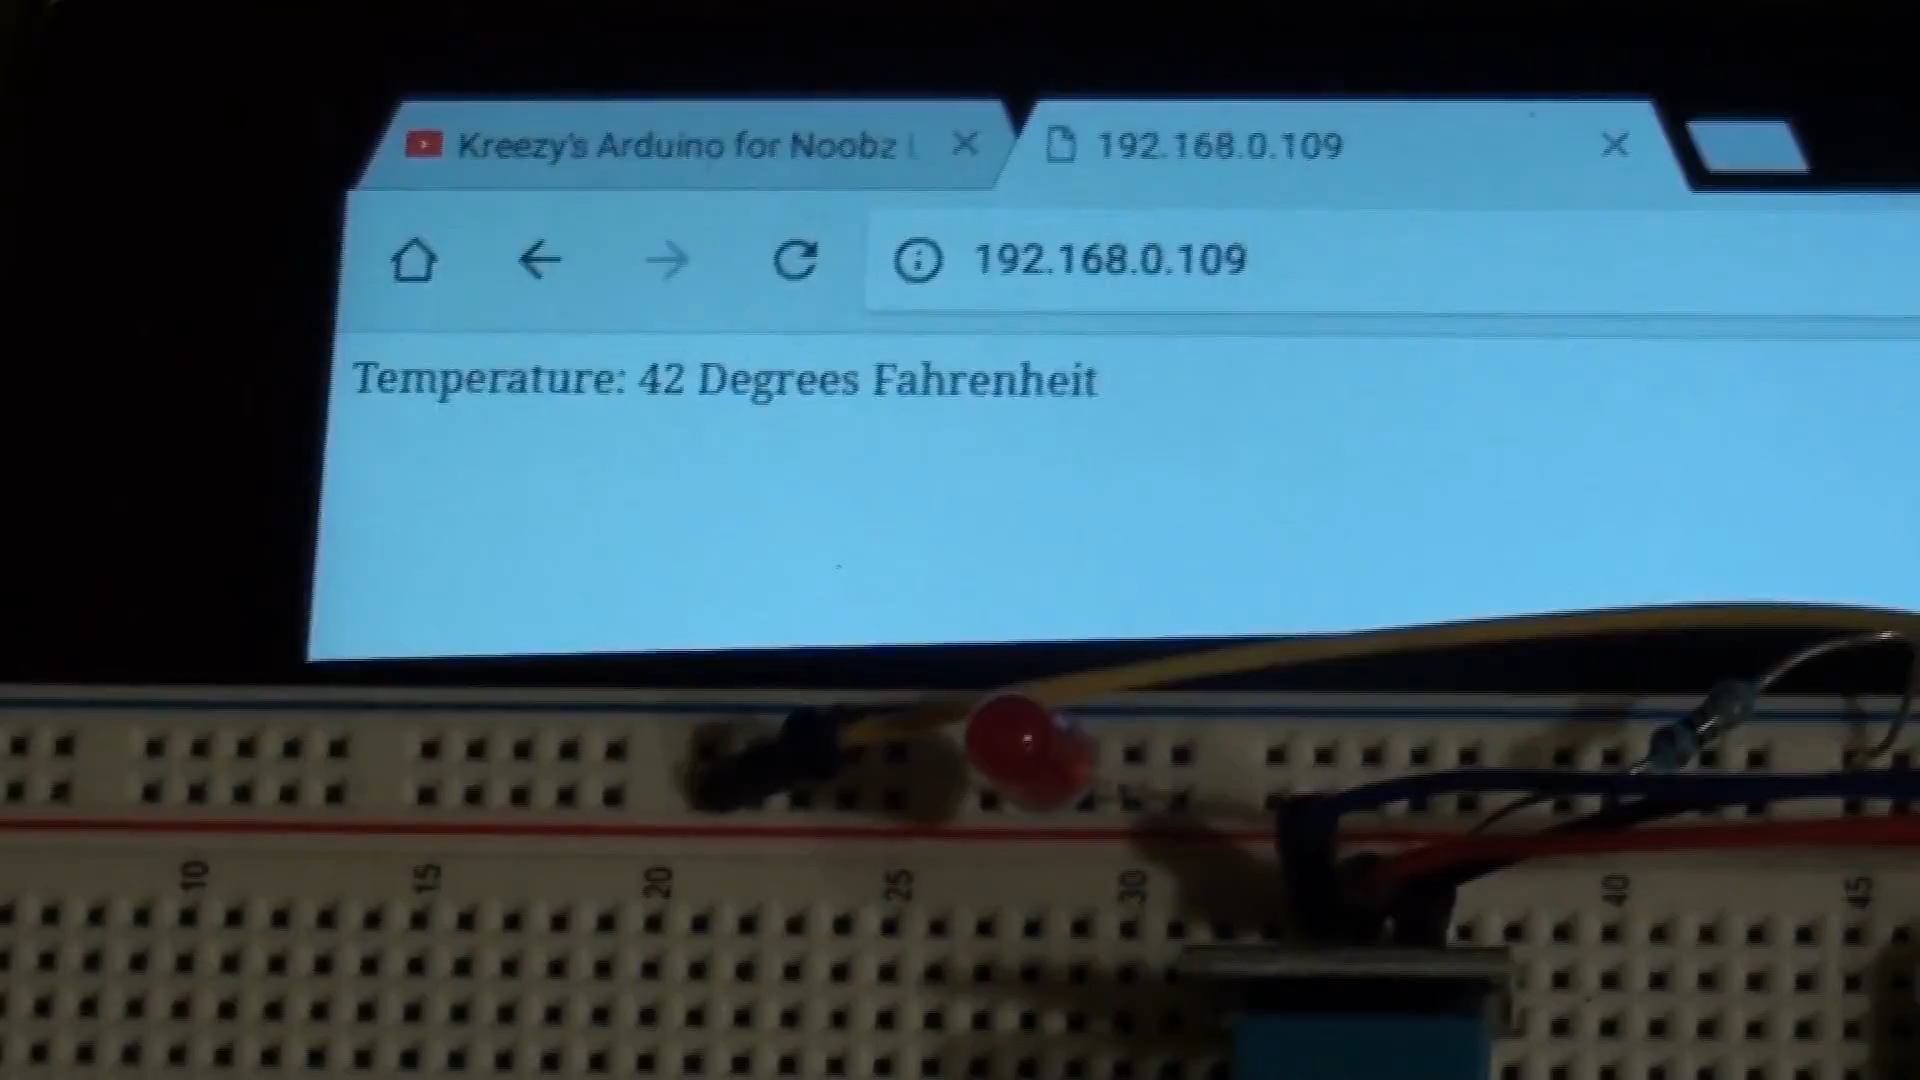 Kreezy's Arduino for Noobz
192.168.0.109
192.168.0.109
Temperature: 42 Degrees Fahrenheit
10 15 20 25 30 40 45